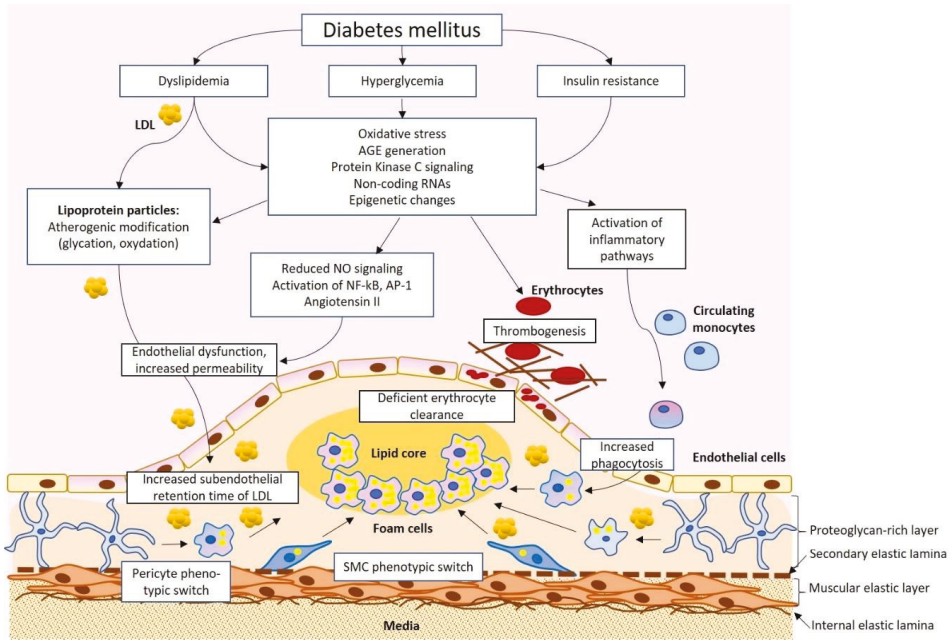 Diabetes mellitus
Dyslipidemia
Hyperglycemia
Insulin resistance
LDL
Oxidative stress
AGE generation
Protein Kinase C signaling
Non-coding RNAs
Epigenetic changes
Lipoprotein particles:
Atherogenic modification
(glycation, oxydation)
Activation of
inflammatory
pathways
Reduced NO signaling
Activation of NF-kB, AP-1
Angiotensin II
Erythrocytes
Circulating
monocytes
Thrombogenesis
Endothelial dysfunction,
increased permeability
Deficient erythrocyte
clearance
Lipid core
Increased
phagocytosis
Endothelial cells
Increased subendothelial
retention time of LDL
Foam cells
Proteoglycan-rich layer
Secondary elastic lamina
Pericyte pheno-
typic switch
SMC phenotypic switch
Muscular elastic layer
Media
Internal elastic lamina